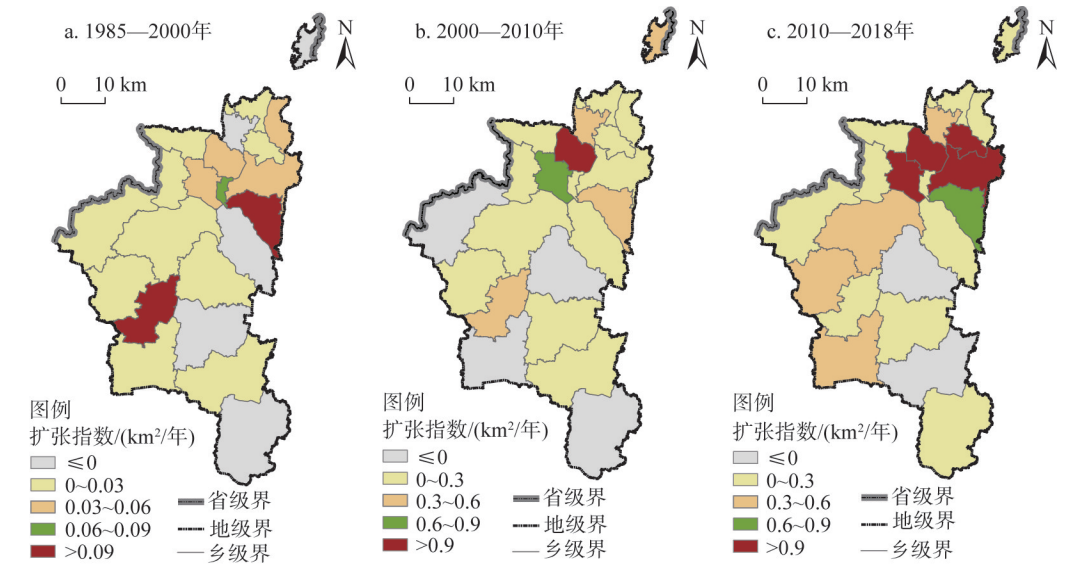 a. 1985—2000年
N
0 10 km
图例
扩张指数/(km²/年)
≤0
0~0.03
0.03~0.06
0.06~0.09
>0.09
省级界
地级界
乡级界
b. 2000—2010年
N
0 10 km
图例
扩张指数/(km²/年)
≤0
0~0.3
0.3~0.6
0.6~0.9
>0.9
省级界
地级界
乡级界
c. 2010—2018年
N
0 10 km
图例
扩张指数/(km²/年)
≤0
0~0.3
0.3~0.6
0.6~0.9
>0.9
省级界
地级界
乡级界